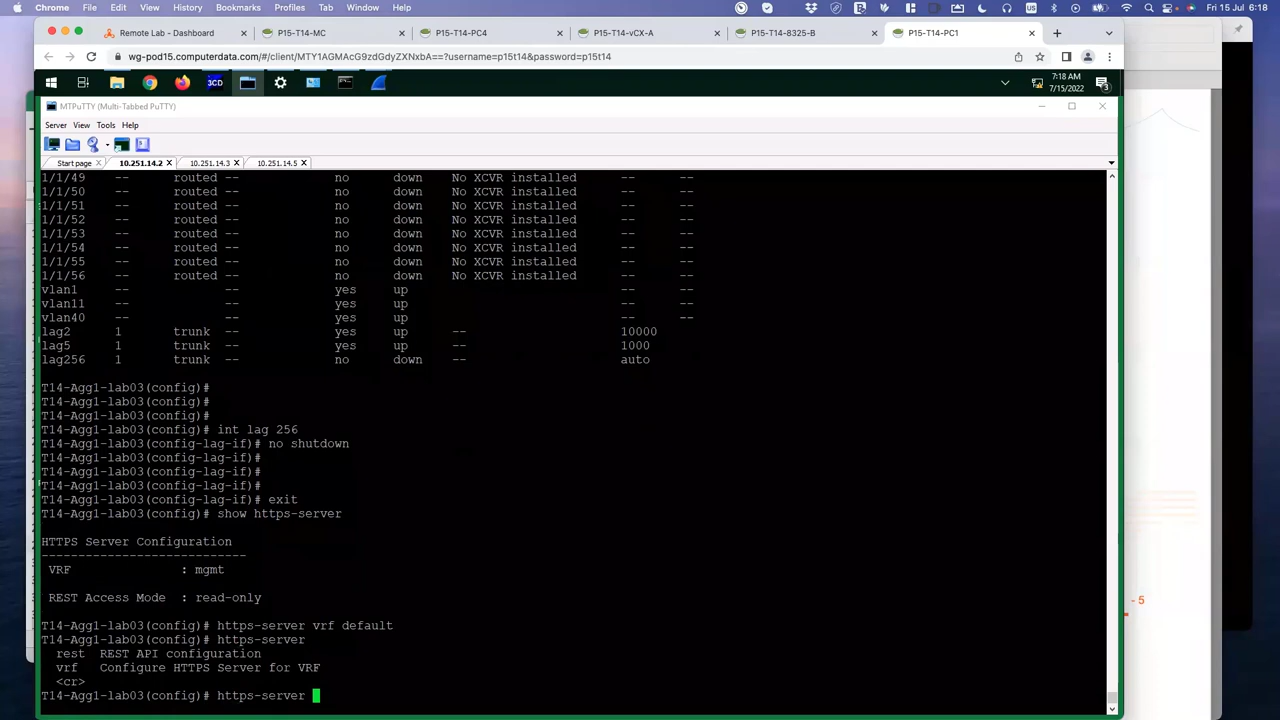 Chrome File Edit View History Bookmarks Profiles Tab Window Help Fri 15 Jul 6:18
Remote Lab - Dashboard P15-T14-MC P15-T14-PC4 P15-T14-vCX-A P15-T14-8325-B P15-T14-PC1
wg-pod15.computerdata.com/#/client/MTY1AGMAcG9zdGdyZXNxbA==?username=p15t14&password=p15t14
3CD 7:18 AM
7/15/2022 3
MTPuTTY (Multi-Tabbed PuTTY)
Server View Tools Help
Start page 10.251.14.2 10.251.14.3 10.251.14.5
1/1/49 -- routed -- no down No XCVR installed -- --
1/1/50 -- routed -- no down No XCVR installed -- --
1/1/51 -- routed -- no down No XCVR installed -- --
1/1/52 -- routed -- no down No XCVR installed -- --
1/1/53 -- routed -- no down No XCVR installed -- --
1/1/54 -- routed -- no down No XCVR installed -- --
1/1/55 -- routed -- no down No XCVR installed -- --
1/1/56 -- routed -- no down No XCVR installed -- --
vlan1 -- -- yes up -- --
vlan11 -- -- yes up -- --
vlan40 -- -- yes up -- --
lag2 1 trunk -- yes up -- 10000
lag5 1 trunk -- yes up -- 1000
lag256 1 trunk -- no down -- auto
T14-Agg1-lab03(config)#
T14-Agg1-lab03(config)#
T14-Agg1-lab03(config)#
T14-Agg1-lab03(config)# int lag 256
T14-Agg1-lab03(config-lag-if)# no shutdown
T14-Agg1-lab03(config-lag-if)#
T14-Agg1-lab03(config-lag-if)#
T14-Agg1-lab03(config-lag-if)#
T14-Agg1-lab03(config-lag-if)# exit
T14-Agg1-lab03(config)# show https-server
HTTPS Server Configuration
----------------------------
VRF : mgmt
REST Access Mode : read-only
- 5
T14-Agg1-lab03(config)# https-server vrf default
T14-Agg1-lab03(config)# https-server
rest REST API configuration
vrf Configure HTTPS Server for VRF
<cr>
T14-Agg1-lab03(config)# https-server